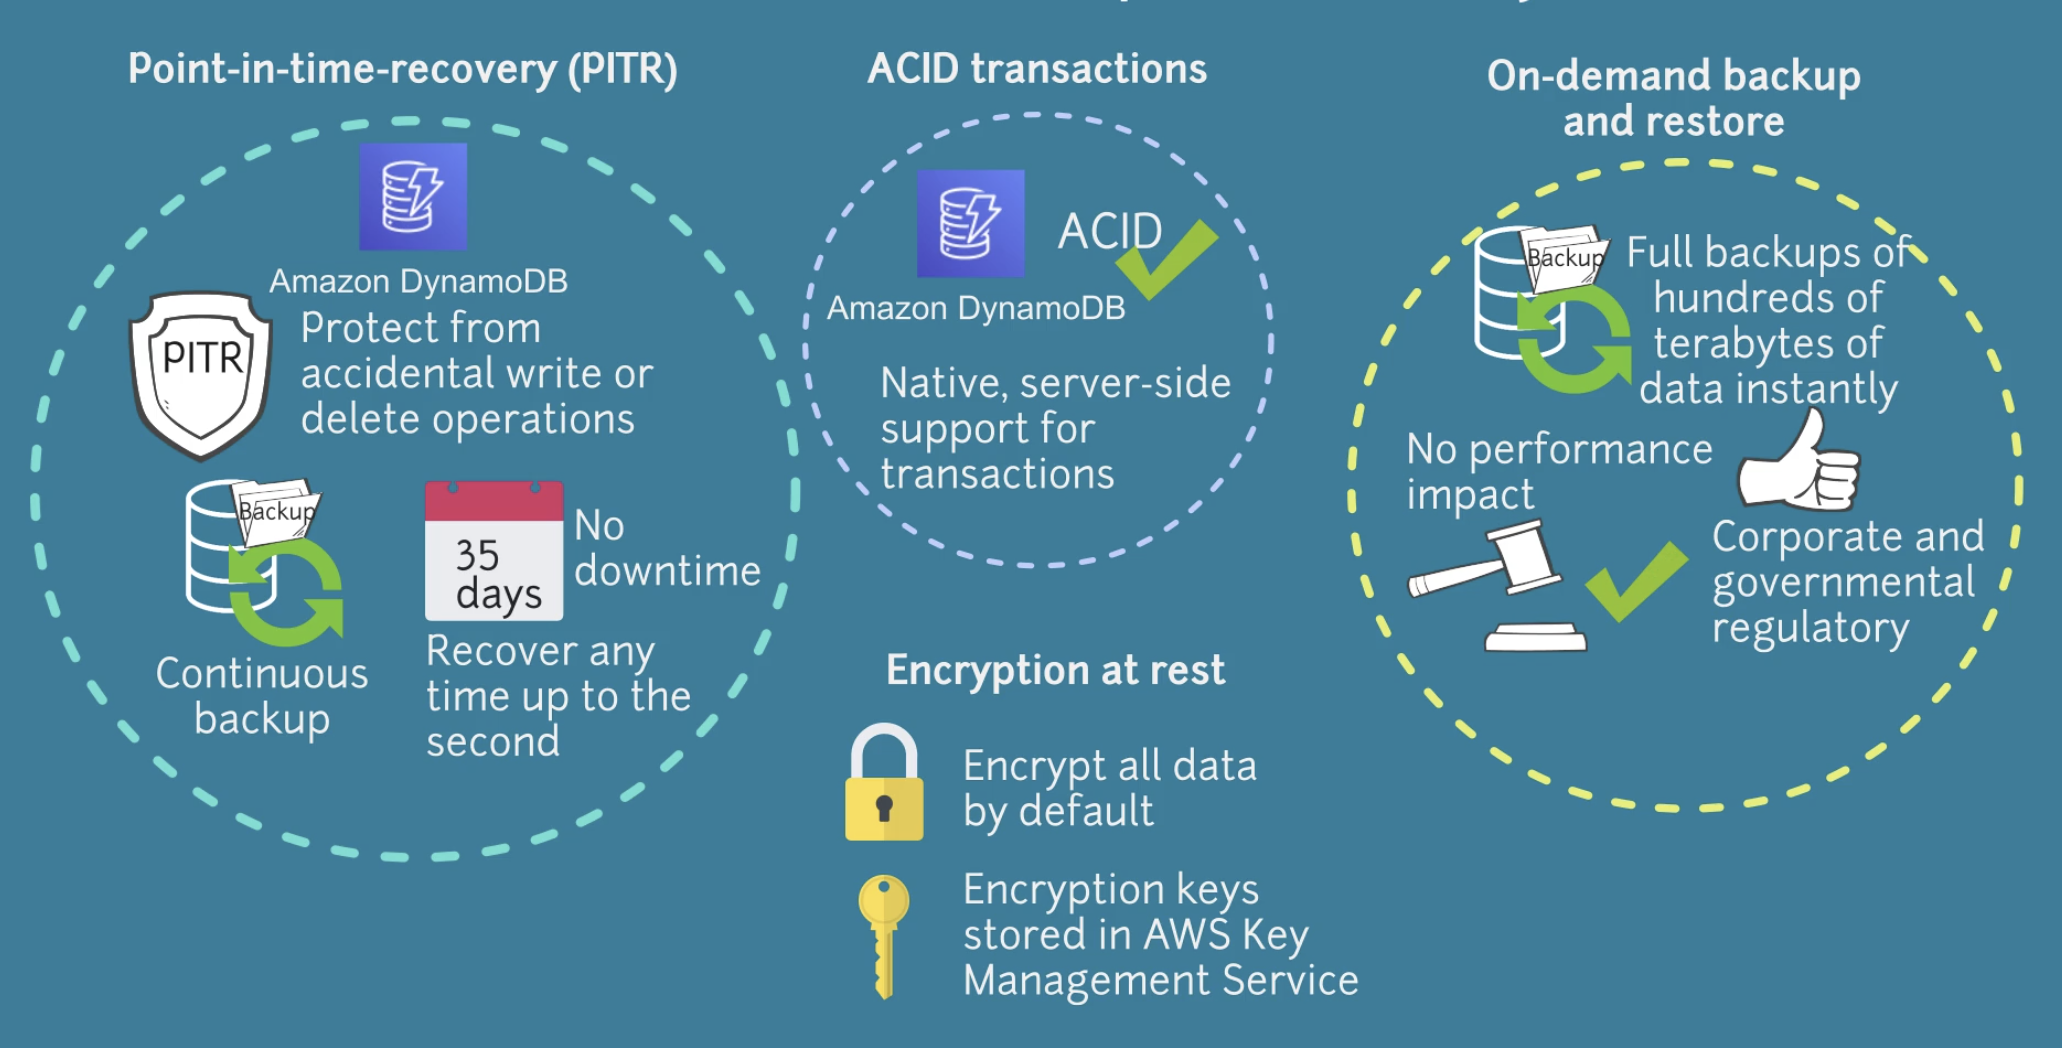 Point-in-time-recovery (PITR)
Amazon DynamoDB
PITR
Protect from
accidental write or
delete operations
Backup
Continuous
backup
35
days
No
downtime
Recover any
time up to the
second
ACID transactions
Amazon DynamoDB
ACID
Native, server-side
support for
transactions
Encryption at rest
Encrypt all data
by default
Encryption keys
stored in AWS Key
Management Service
On-demand backup
and restore
Backup
Full backups of
hundreds of
terabytes of
data instantly
No performance
impact
Corporate and
governmental
regulatory